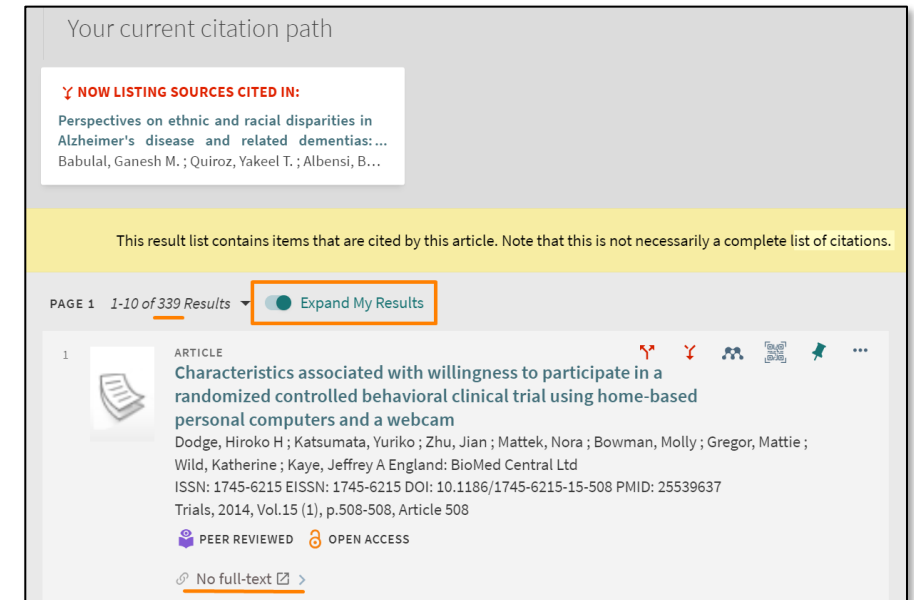 Your current citation path
NOW LISTING SOURCES CITED IN:
Perspectives on ethnic and racial disparities in
Alzheimer's disease and related dementias: ...
Babulal, Ganesh M. ; Quiroz, Yakeel T. ; Albensi, B...
This result list contains items that are cited by this article. Note that this is not necessarily a complete list of citations.
PAGE 1 1-10 of 339 Results Expand My Results
1 ARTICLE
Characteristics associated with willingness to participate in a
randomized controlled behavioral clinical trial using home-based
personal computers and a webcam
Dodge, Hiroko H ; Katsumata, Yuriko ; Zhu, Jian ; Mattek, Nora ; Bowman, Molly ; Gregor, Mattie ;
Wild, Katherine ; Kaye, Jeffrey A England: BioMed Central Ltd
ISSN: 1745-6215 EISSN: 1745-6215 DOI: 10.1186/1745-6215-15-508 PMID: 25539637
Trials, 2014, Vol.15 (1), p.508-508, Article 508
PEER REVIEWED OPEN ACCESS
No full-text